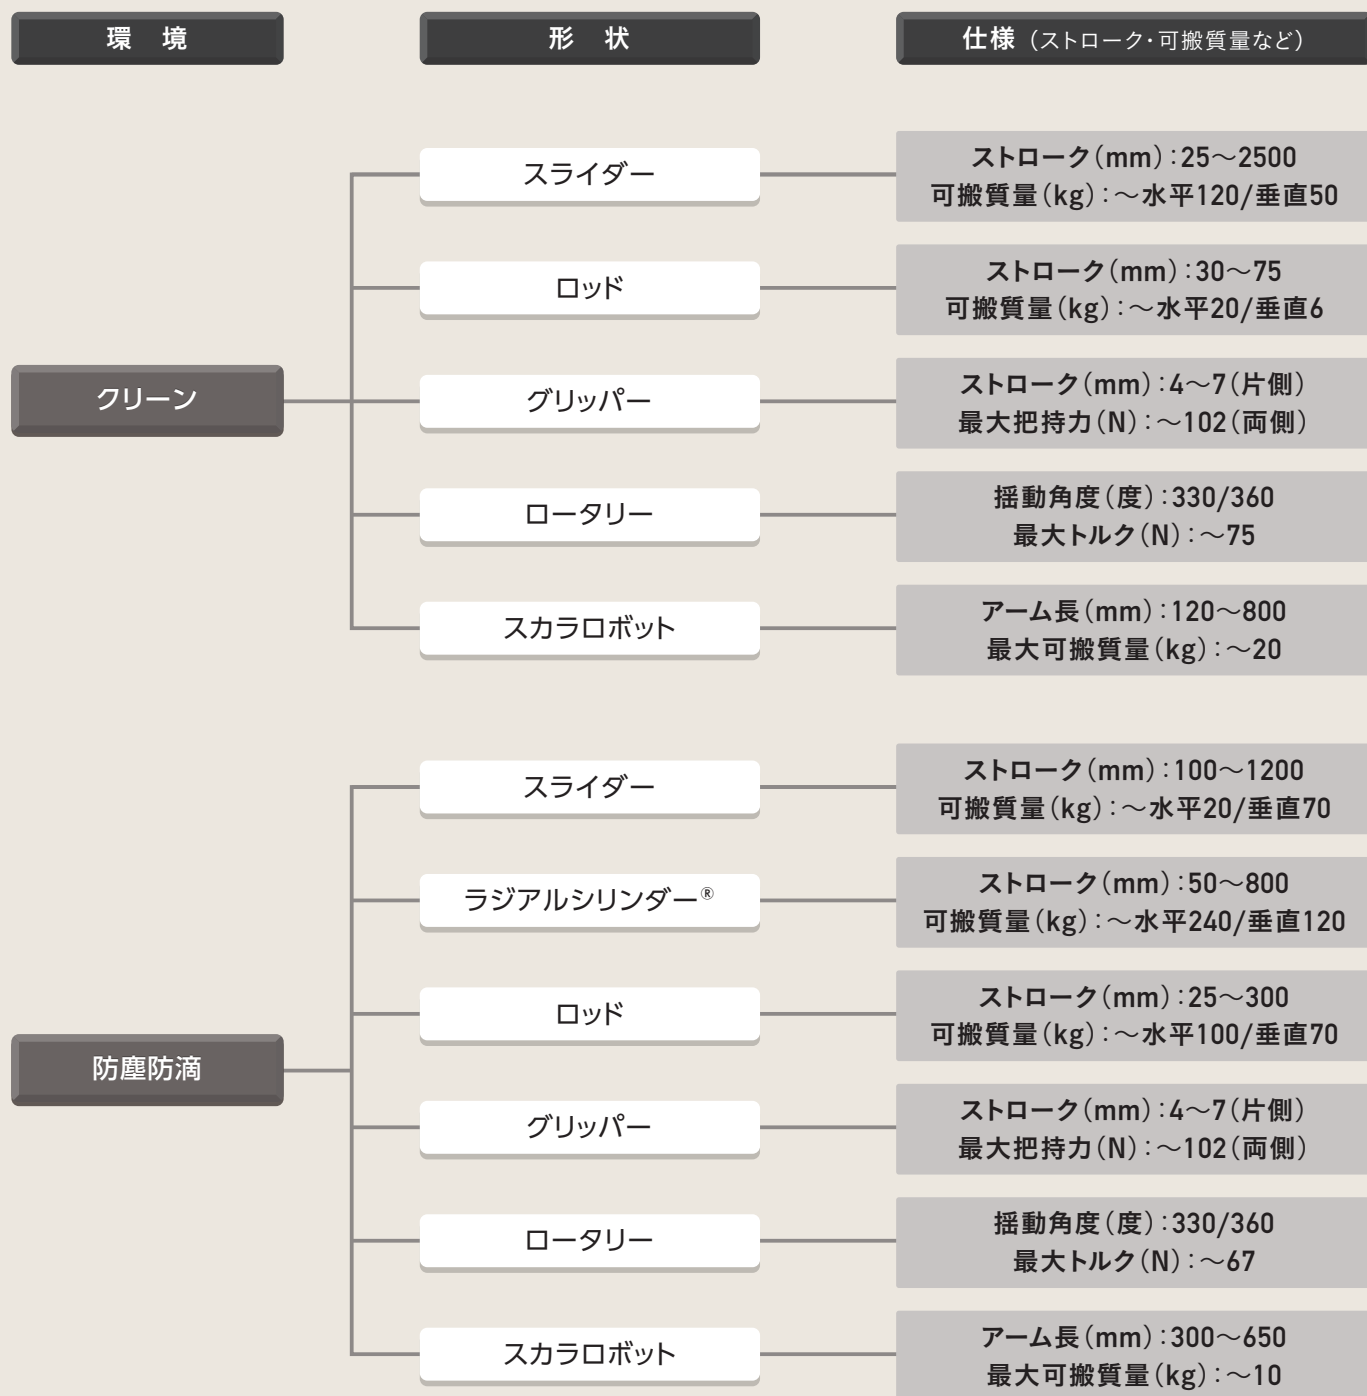 環　境
形　状
仕様（ストローク・可搬質量など）
クリーン
スライダー
ストローク（mm）：25～2500
可搬質量（kg）：～水平120/垂直50
ロッド
ストローク（mm）：30～75
可搬質量（kg）：～水平20/垂直6
グリッパー
ストローク（mm）：4～7（片側）
最大把持力（N）：～102（両側）
ロータリー
揺動角度（度）：330/360
最大トルク（N）：～75
スカラロボット
アーム長（mm）：120～800
最大可搬質量（kg）：～20
防塵防滴
スライダー
ストローク（mm）：100～1200
可搬質量（kg）：～水平20/垂直70
ラジアルシリンダー®
ストローク（mm）：50～800
可搬質量（kg）：～水平240/垂直120
ロッド
ストローク（mm）：25～300
可搬質量（kg）：～水平100/垂直70
グリッパー
ストローク（mm）：4～7（片側）
最大把持力（N）：～102（両側）
ロータリー
揺動角度（度）：330/360
最大トルク（N）：～67
スカラロボット
アーム長（mm）：300～650
最大可搬質量（kg）：～10